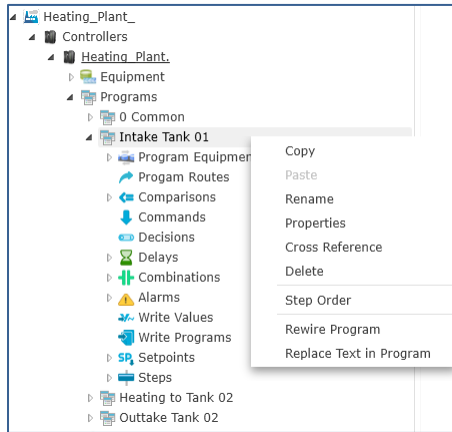 Heating_Plant_
Controllers
Heating_Plant.
Equipment
Programs
0 Common
Intake Tank 01
Program Equipmen
Progam Routes
Comparisons
Commands
Decisions
Delays
Combinations
Alarms
Write Values
Write Programs
SP Setpoints
Steps
Heating to Tank 02
Outtake Tank 02
Copy
Paste
Rename
Properties
Cross Reference
Delete
Step Order
Rewire Program
Replace Text in Program